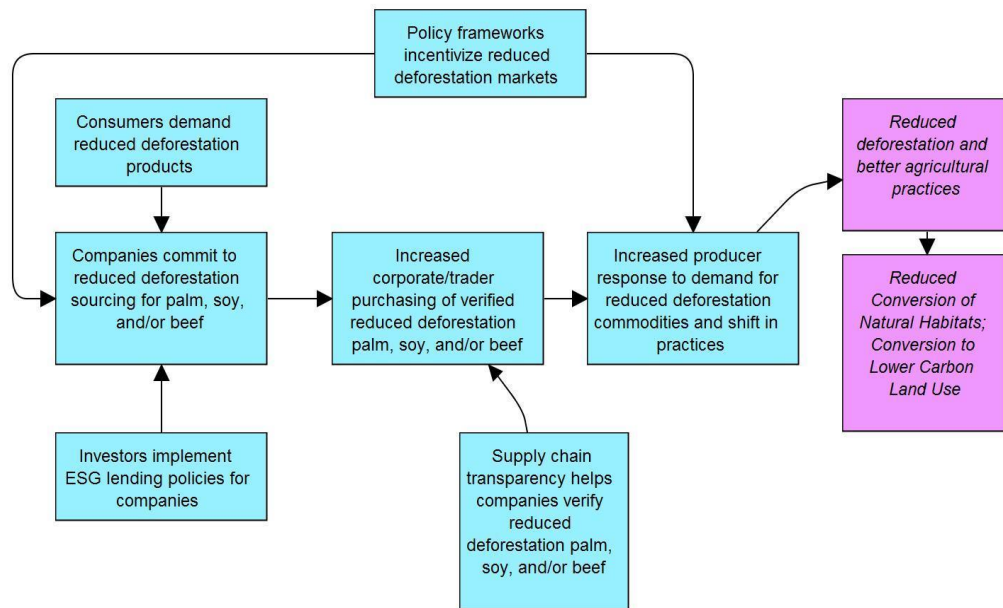 Policy frameworks
incentivize reduced
deforestation markets
Consumers demand
reduced deforestation
products
Reduced
deforestation and
better agricultural
practices
Companies commit to
reduced deforestation
sourcing for palm, soy,
and/or beef
Increased
corporate/trader
purchasing of verified
reduced deforestation
palm, soy, and/or beef
Increased producer
response to demand for
reduced deforestation
commodities and shift in
practices
Reduced
Conversion of
Natural Habitats;
Conversion to
Lower Carbon
Land Use
Investors implement
ESG lending policies for
companies
Supply chain
transparency helps
companies verify
reduced
deforestation palm,
soy, and/or beef